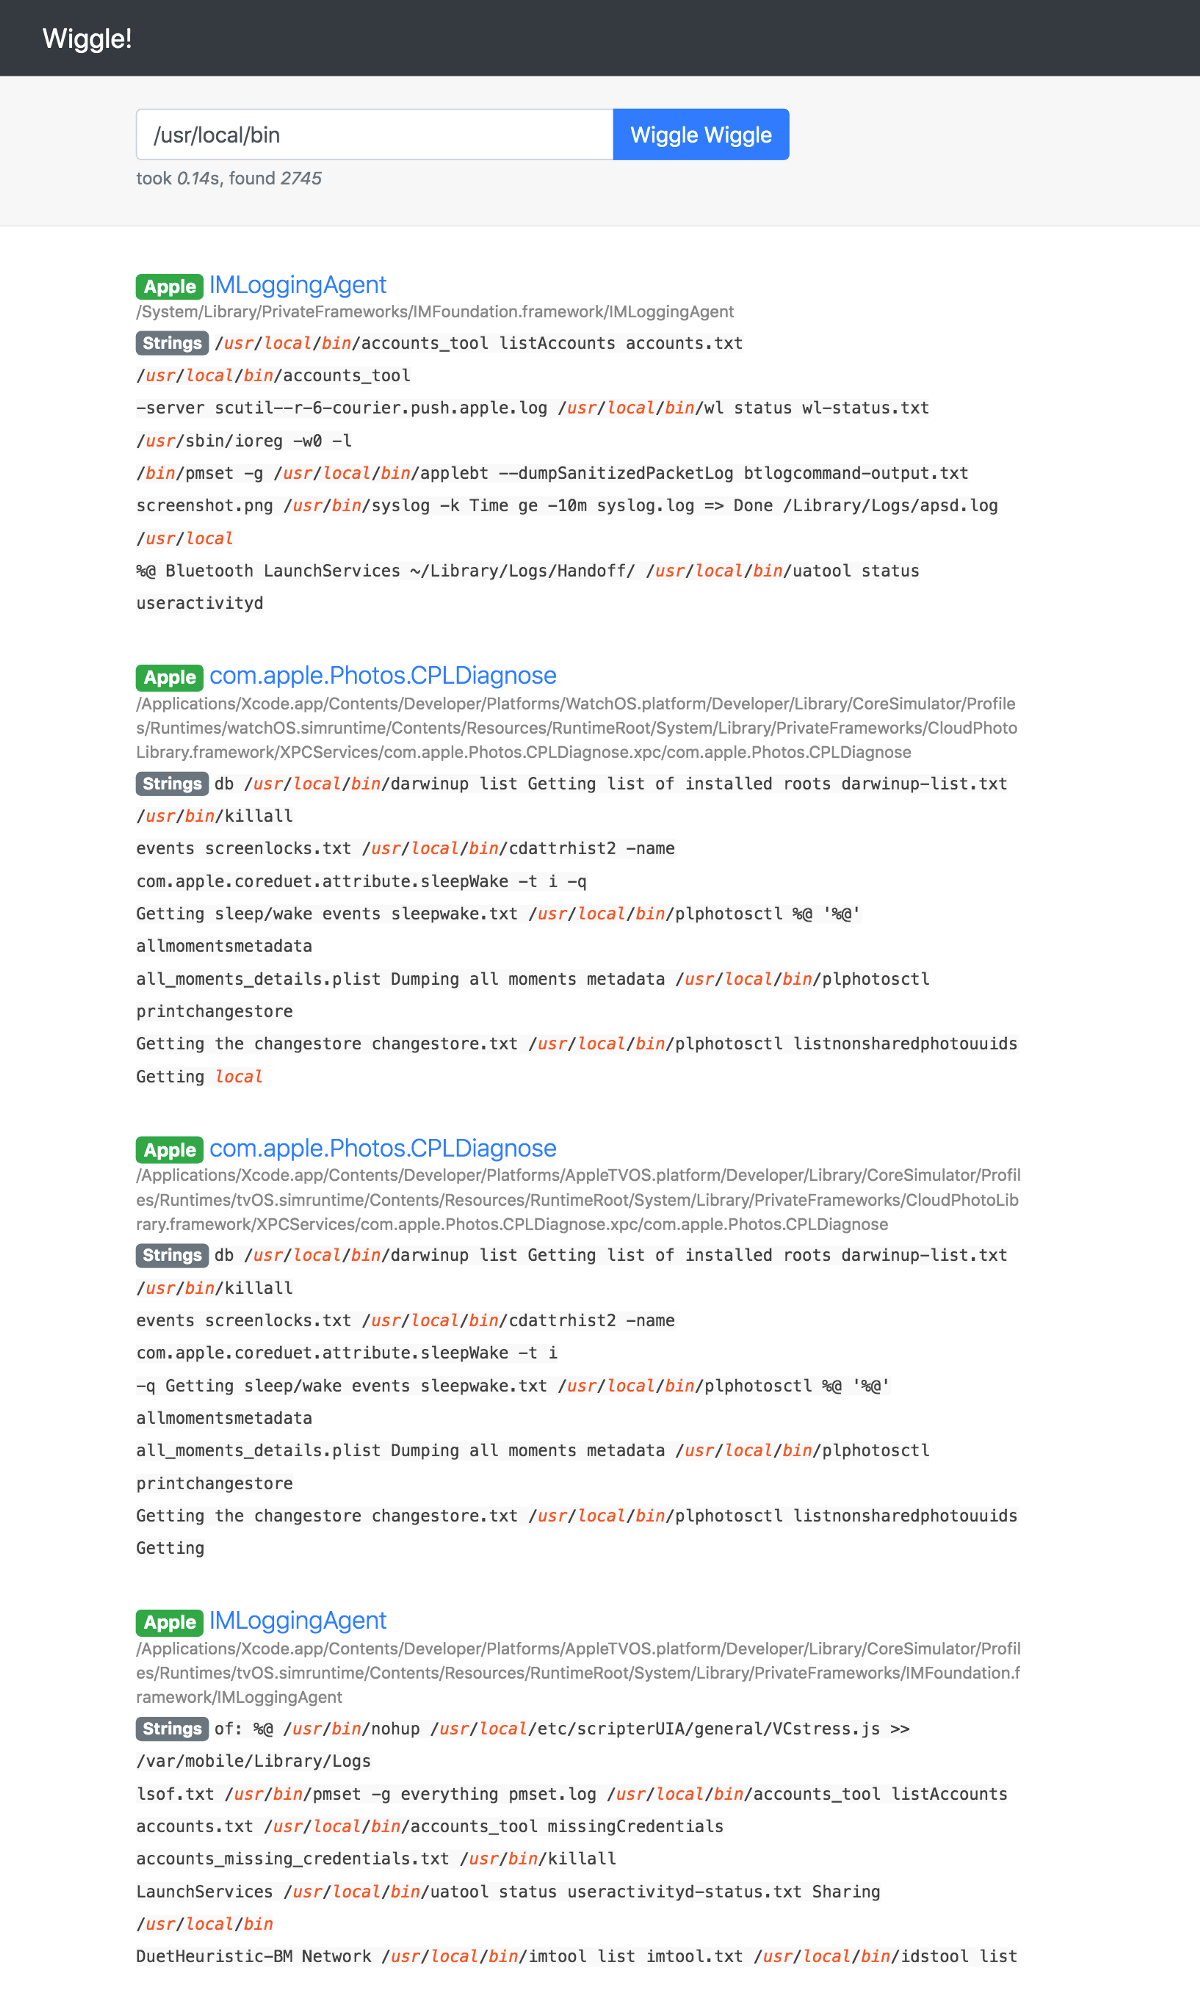 Wiggle!
/usr/local/bin
Wiggle Wiggle
took 0.14s, found 2745
Apple IMLoggingAgent
/System/Library/PrivateFrameworks/IMFoundation.framework/IMLoggingAgent
Strings /usr/local/bin/accounts_tool listAccounts accounts.txt
/usr/local/bin/accounts_tool
-server scutil--r-6-courier.push.apple.log /usr/local/bin/wl status wl-status.txt
/usr/sbin/ioreg -w0 -l
/bin/pmset -g /usr/local/bin/applebt --dumpSanitizedPacketLog btlogcommand-output.txt
screenshot.png /usr/bin/syslog -k Time ge -10m syslog.log => Done /Library/Logs/apsd.log
/usr/local
%@ Bluetooth LaunchServices ~/Library/Logs/Handoff/ /usr/local/bin/uatool status
useractivityd
Apple com.apple.Photos.CPLDiagnose
/Applications/Xcode.app/Contents/Developer/Platforms/WatchOS.platform/Developer/Library/CoreSimulator/Profile
s/Runtimes/watchOS.simruntime/Contents/Resources/RuntimeRoot/System/Library/PrivateFrameworks/CloudPhoto
Library.framework/XPCServices/com.apple.Photos.CPLDiagnose.xpc/com.apple.Photos.CPLDiagnose
Strings db /usr/local/bin/darwinup list Getting list of installed roots darwinup-list.txt
/usr/bin/killall
events screenlocks.txt /usr/local/bin/cdattrhist2 -name
com.apple.coreduet.attribute.sleepWake -t i -q
Getting sleep/wake events sleepwake.txt /usr/local/bin/plphotosctl %@ '%@'
allmomentsmetadata
all_moments_details.plist Dumping all moments metadata /usr/local/bin/plphotosctl
printchangestore
Getting the changestore changestore.txt /usr/local/bin/plphotosctl listnonsharedphotouuids
Getting local
Apple com.apple.Photos.CPLDiagnose
/Applications/Xcode.app/Contents/Developer/Platforms/AppleTVOS.platform/Developer/Library/CoreSimulator/Profil
es/Runtimes/tvOS.simruntime/Contents/Resources/RuntimeRoot/System/Library/PrivateFrameworks/CloudPhotoLib
rary.framework/XPCServices/com.apple.Photos.CPLDiagnose.xpc/com.apple.Photos.CPLDiagnose
Strings db /usr/local/bin/darwinup list Getting list of installed roots darwinup-list.txt
/usr/bin/killall
events screenlocks.txt /usr/local/bin/cdattrhist2 -name
com.apple.coreduet.attribute.sleepWake -t i
-q Getting sleep/wake events sleepwake.txt /usr/local/bin/plphotosctl %@ '%@'
allmomentsmetadata
all_moments_details.plist Dumping all moments metadata /usr/local/bin/plphotosctl
printchangestore
Getting the changestore changestore.txt /usr/local/bin/plphotosctl listnonsharedphotouuids
Getting
Apple IMLoggingAgent
/Applications/Xcode.app/Contents/Developer/Platforms/AppleTVOS.platform/Developer/Library/CoreSimulator/Profil
es/Runtimes/tvOS.simruntime/Contents/Resources/RuntimeRoot/System/Library/PrivateFrameworks/IMFoundation.f
ramework/IMLoggingAgent
Strings of: %@ /usr/bin/nohup /usr/local/etc/scripterUIA/general/VCstress.js >>
/var/mobile/Library/Logs
lsof.txt /usr/bin/pmset -g everything pmset.log /usr/local/bin/accounts_tool listAccounts
accounts.txt /usr/local/bin/accounts_tool missingCredentials
accounts_missing_credentials.txt /usr/bin/killall
LaunchServices /usr/local/bin/uatool status useractivityd-status.txt Sharing
/usr/local/bin
DuetHeuristic-BM Network /usr/local/bin/imtool list imtool.txt /usr/local/bin/idstool list